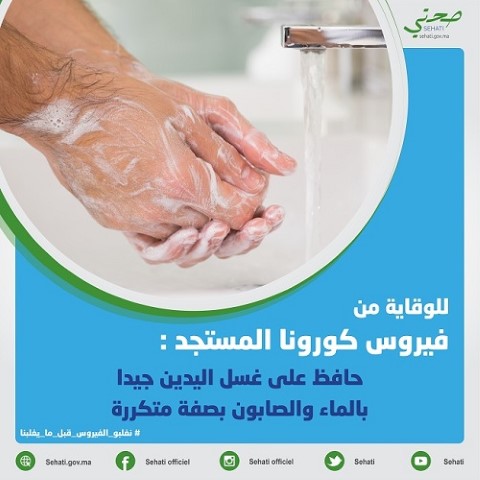 صحتي
SEHATI
sehati.gov.ma
للوقاية من
فيروس كورونا المستجد :
حافظ على غسل اليدين جيدا
بالماء والصابون بصفة متكررة
# نغلبو_الفيروس_قبل_ما_يغلبنا
Sehati.gov.ma
Sehati officiel
Sehati officiel
Sehati
Sehati